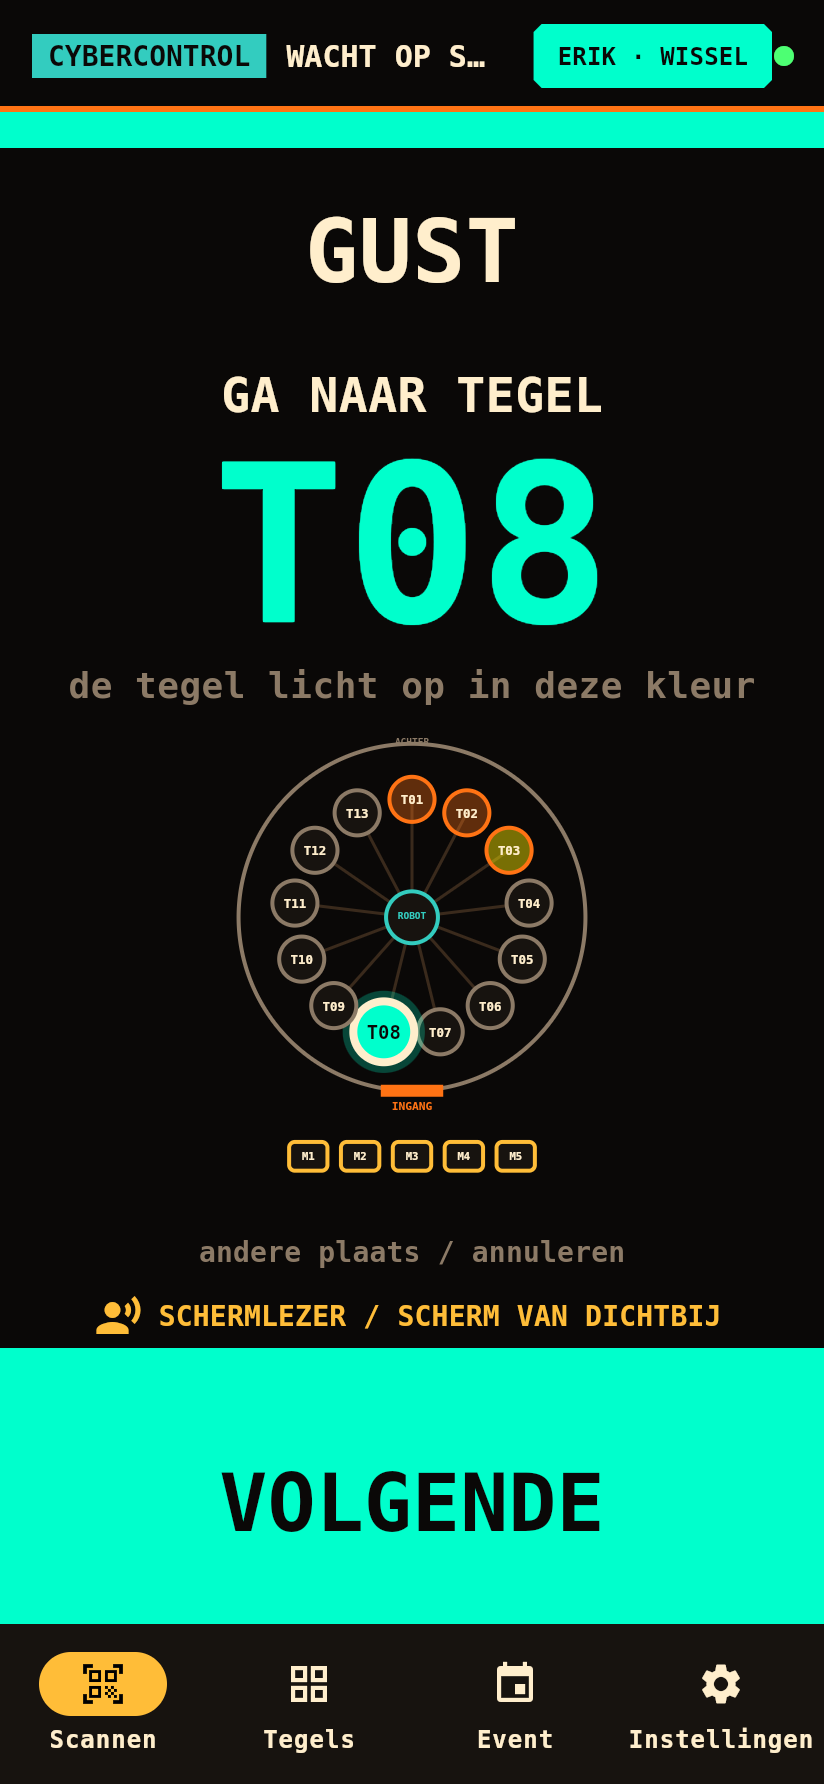 CYBERCONTROL WACHT OP S… ERIK · WISSEL
GUST
GA NAAR TEGEL
T08
de tegel licht op in deze kleur
ACHTER
T01
T13 T02
T12 T03
T11 ROBOT T04
T10 T05
T09 T06
T08 T07
INGANG
M1 M2 M3 M4 M5
andere plaats / annuleren
SCHERMLEZER / SCHERM VAN DICHTBIJ
VOLGENDE
Scannen Tegels Event Instellingen